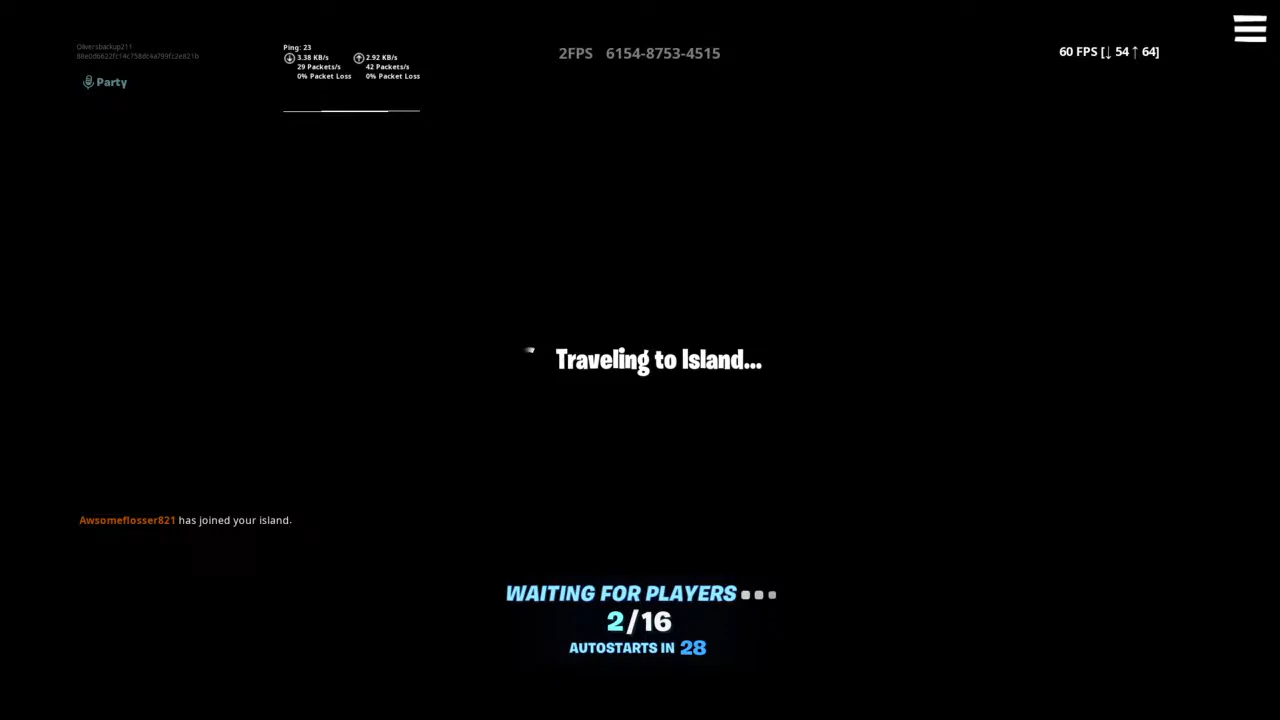 Oliversbackup211
Party
Ping: 23
3.38 KB/s 2.92 KB/s
29 Packets/s 42 Packets/s
0% Packet Loss 0% Packet Loss
2FPS 6154-8753-4515
60 FPS [↓ 54 ↑ 64]
Traveling to Island...
Awsomeflosser821 has joined your island.
WAITING FOR PLAYERS
2/16
AUTOSTARTS IN 28